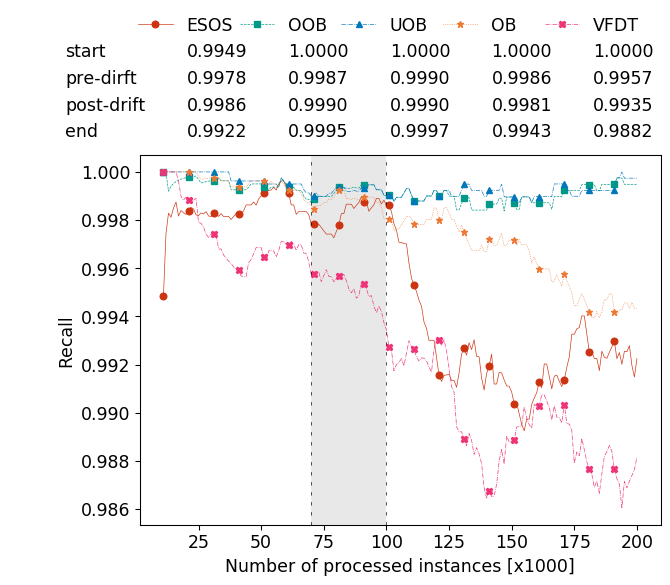 ESOS OOB UOB OB VFDT
start 0.9949 1.0000 1.0000 1.0000 1.0000
pre-dirft 0.9978 0.9987 0.9990 0.9986 0.9957
post-drift 0.9986 0.9990 0.9990 0.9981 0.9935
end 0.9922 0.9995 0.9997 0.9943 0.9882
1.000
0.998
0.996
0.994
0.992
0.990
0.988
0.986
Recall
25 50 75 100 125 150 175 200
Number of processed instances [x1000]